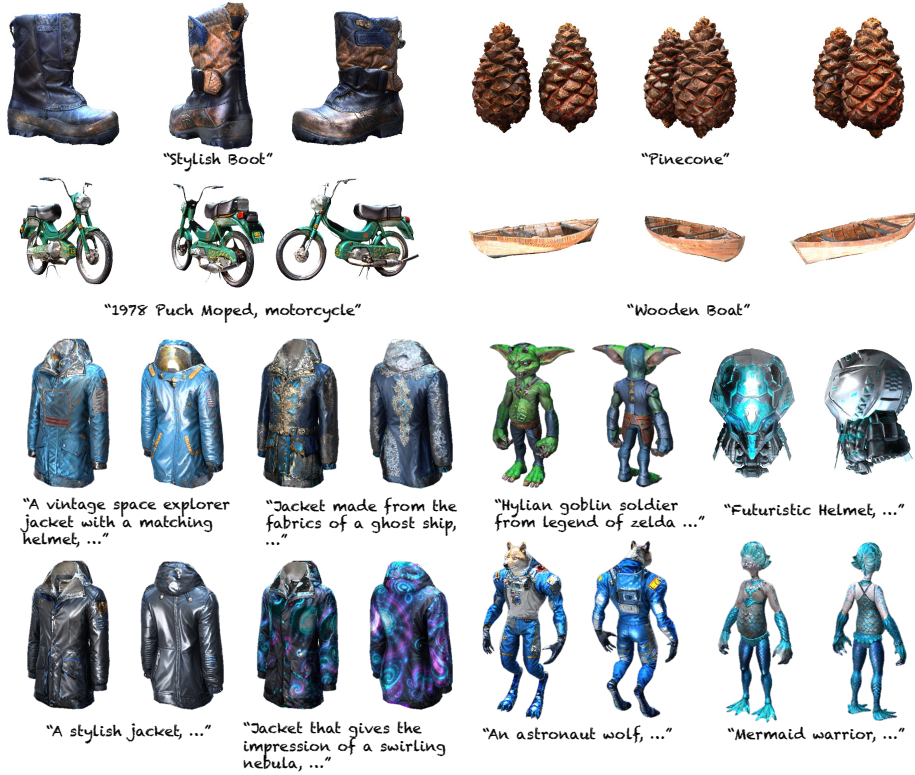 “Stylish Boot”
“Pinecone”
“1978 Puch Moped, motorcycle”
“Wooden Boat”
“A vintage space explorer
jacket with a matching
helmet, ...”
“Jacket made from the
fabrics of a ghost ship,
...”
“Hylian goblin soldier
from legend of zelda ...”
“Futuristic Helmet, ...”
“A stylish jacket, ...”
“Jacket that gives the
impression of a swirling
nebula, ...”
“An astronaut wolf, ...”
“Mermaid warrior, ...”